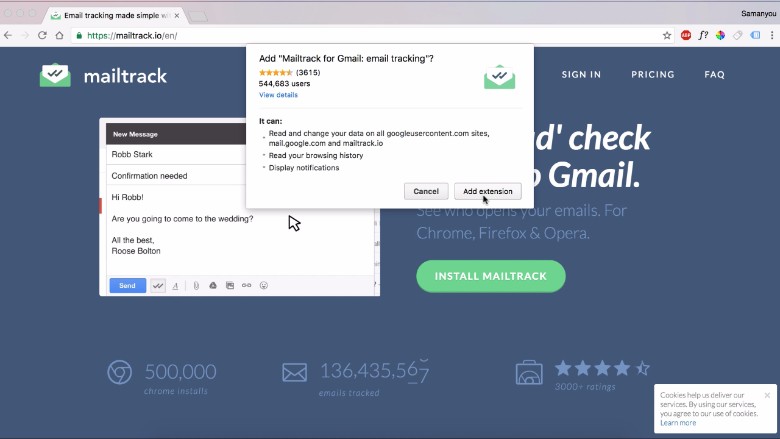 Email tracking made simple wi
Samanyou
https://mailtrack.io/en/
ABP
f?
mailtrack
SIGN IN
PRICING
FAQ
Add "Mailtrack for Gmail: email tracking"?
(3615)
544,683 users
View details
It can:
Read and change your data on all googleusercontent.com sites,
mail.google.com and mailtrack.io
Read your browsing history
Display notifications
Cancel
Add extension
New Message
Robb Stark
Confirmation needed
Hi Robb!
Are you going to come to the wedding?
All the best,
Roose Bolton
Send
d' check
o Gmail.
See who opens your emails. For
Chrome, Firefox & Opera.
INSTALL MAILTRACK
500,000
chrome installs
136,435,567
emails tracked
3000+ ratings
Cookies help us deliver our
services. By using our services,
you agree to our use of cookies.
Learn more